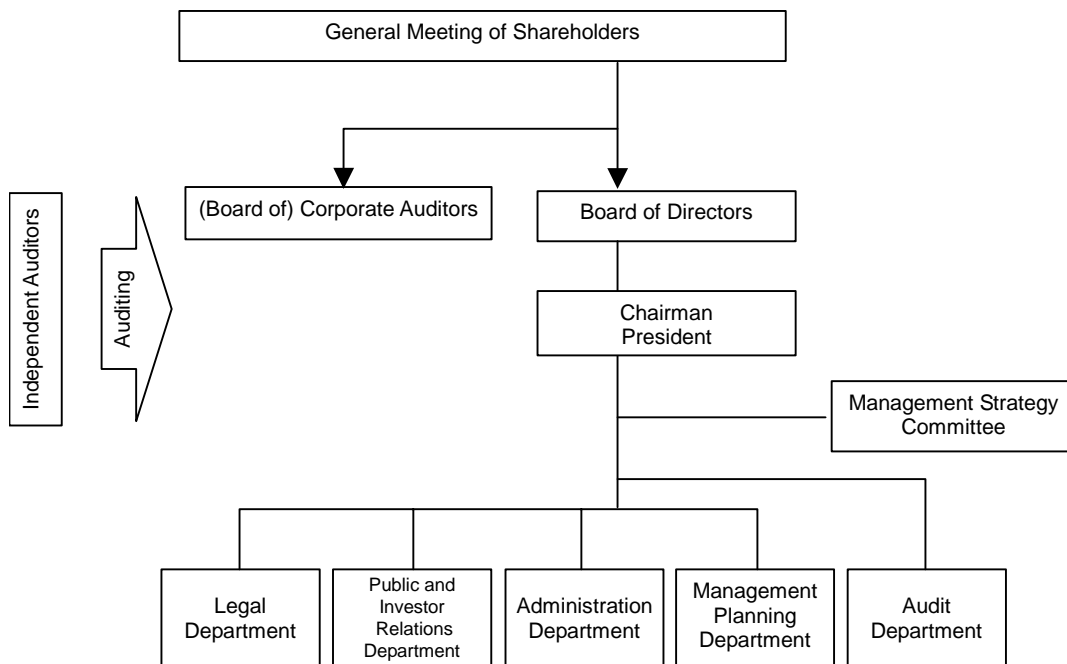 General Meeting of Shareholders
(Board of) Corporate Auditors
Board of Directors
Independent Auditors
Auditing
Chairman
President
Management Strategy
Committee
Legal
Department
Public and
Investor
Relations
Department
Administration
Department
Management
Planning
Department
Audit
Department